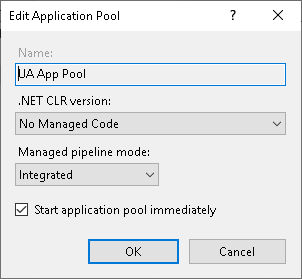 Edit Application Pool
?
Name:
UA App Pool
.NET CLR version:
No Managed Code
Managed pipeline mode:
Integrated
Start application pool immediately
OK Cancel